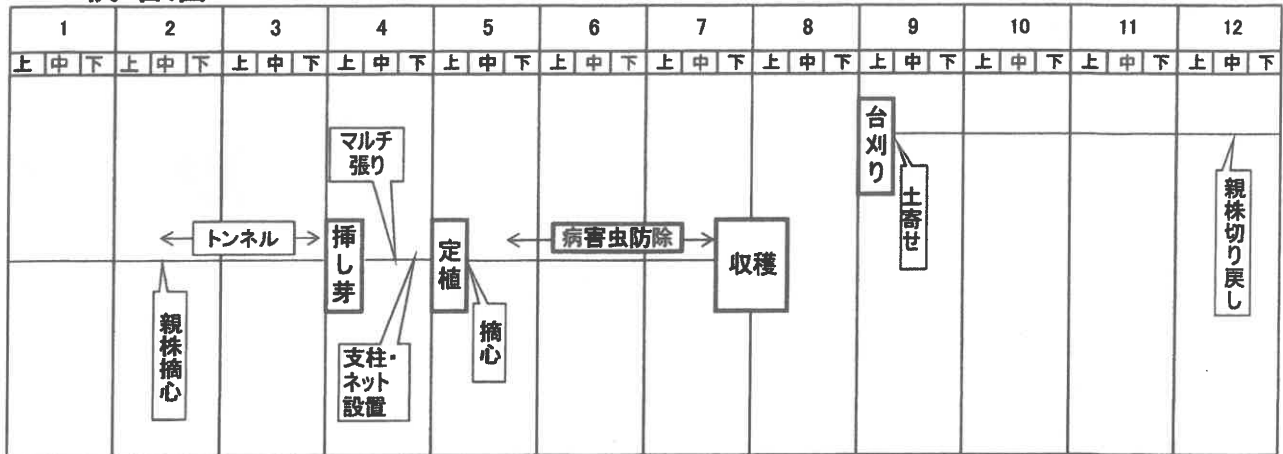 1 2 3 4 5 6 7 8 9 10 11 12
上 中 下 上 中 下 上 中 下 上 中 下 上 中 下 上 中 下 上 中 下 上 中 下 上 中 下 上 中 下 上 中 下 上 中 下
台刈り
マルチ
張り
土寄せ
親株切り戻し
トンネル
挿し芽
定植
病害虫防除
収穫
親株摘心
支柱・
ネット
設置
摘心